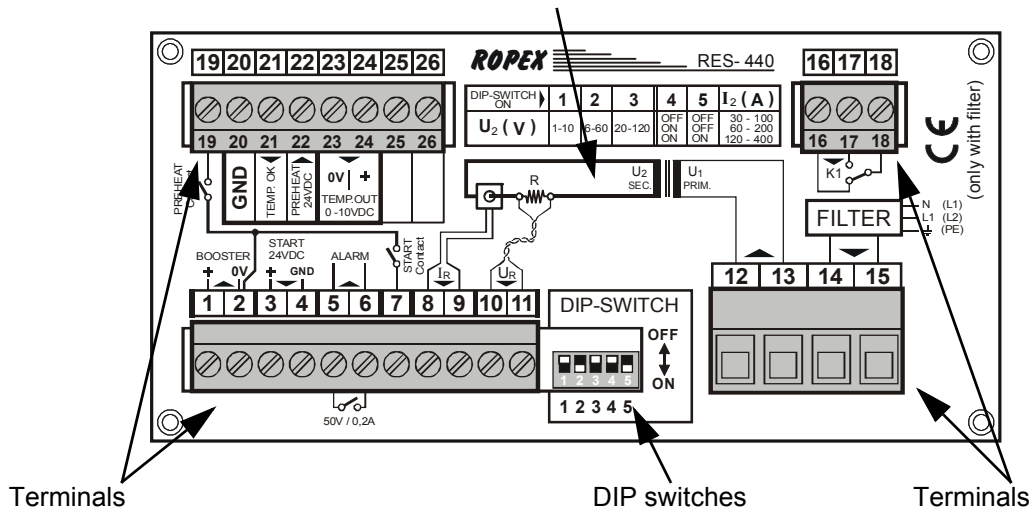 19 20 21 22 23 24 25 26
ROPEX RES- 440
16 17 18
DIP-SWITCH ON 1 2 3 4 5 I2 (A)
U2 ( V ) 1-10 6-60 20-120
OFF OFF 30 - 100
ON OFF 60 - 200
ON ON 120 - 400
19 20 21 22 23 24 25 26
16 17 18
K1
(only with filter)
CE
PREHEAT
GND
TEMP. OK
PREHEAT
24VDC
0V +
TEMP.OUT
0 -10VDC
R
U2
SEC.
U1
PRIM.
FILTER
N (L1)
L1 (L2)
(PE)
BOOSTER
+ 0V
START
24VDC
+ GND
ALARM
START
Contact
IR
UR
1 2 3 4 5 6 7 8 9 10 11
12 13 14 15
DIP-SWITCH
OFF
ON
1 2 3 4 5
1 2 3 4 5
50V / 0,2A
Terminals
DIP switches
Terminals